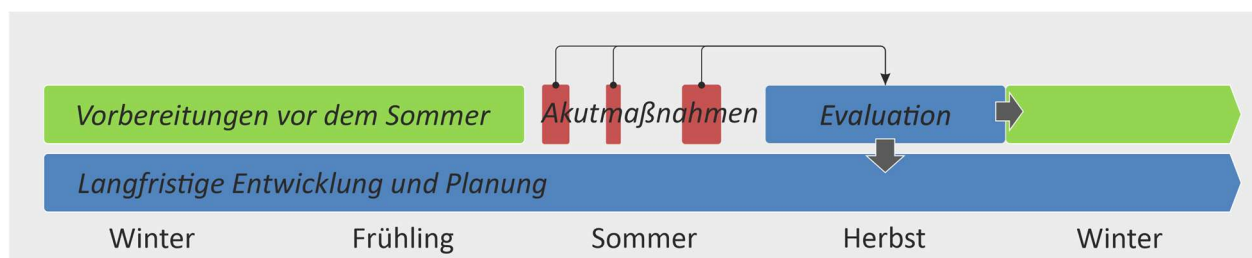 Vorbereitungen vor dem Sommer
Akutmaßnahmen
Evaluation
Langfristige Entwicklung und Planung
Winter
Frühling
Sommer
Herbst
Winter